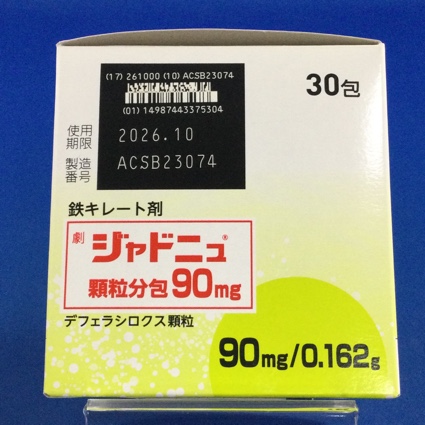 (17) 261000 (10) ACSB23074
(01) 14987443375304
30包
使用期限 2026.10
製造番号 ACSB23074
鉄キレート剤
劇 ジャドニュ®
顆粒分包90mg
デフェラシロクス顆粒
90mg/0.162g